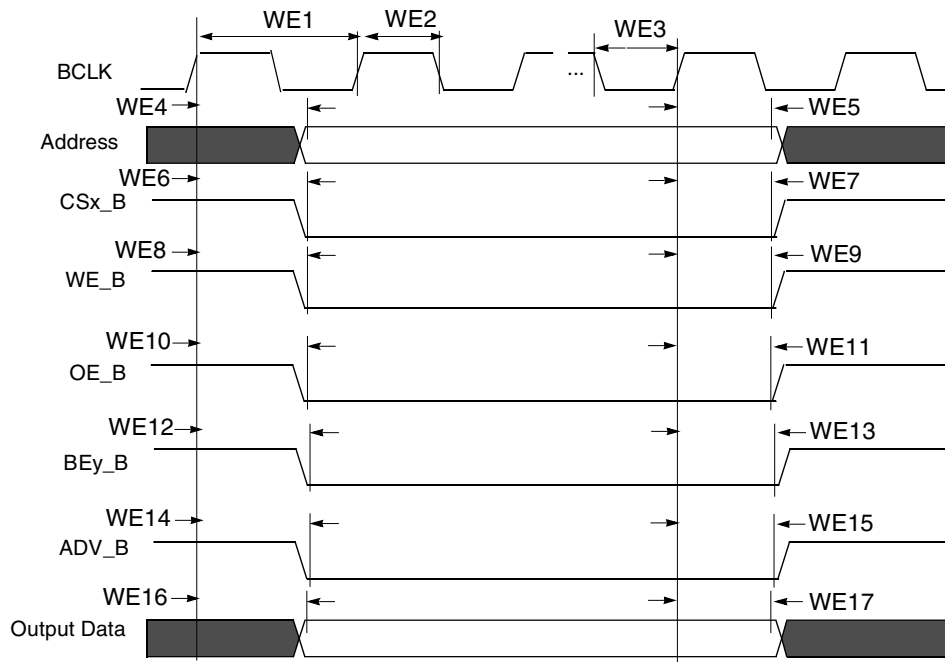 WE1 WE2 WE3
BCLK ...
WE4 WE5
Address
WE6 WE7
CSx_B
WE8 WE9
WE_B
WE10 WE11
OE_B
WE12 WE13
BEy_B
WE14 WE15
ADV_B
WE16 WE17
Output Data